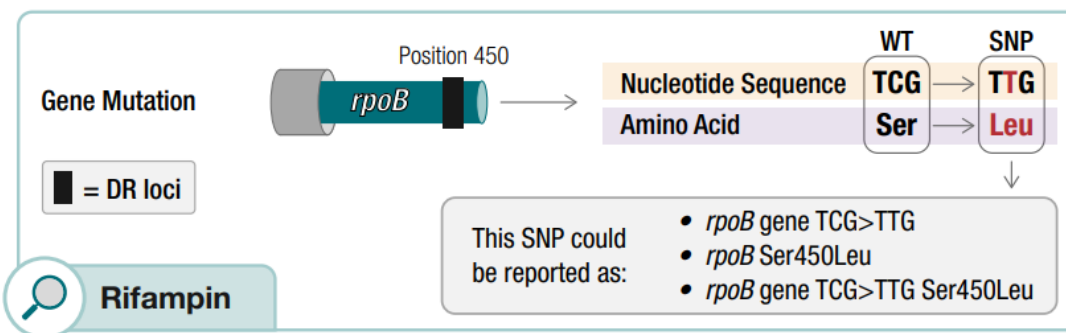 WT SNP
Position 450
Gene Mutation
rpoB
Nucleotide Sequence TCG TTG
Amino Acid Ser Leu
= DR loci
This SNP could
be reported as:
• rpoB gene TCG>TTG
• rpoB Ser450Leu
• rpoB gene TCG>TTG Ser450Leu
Rifampin